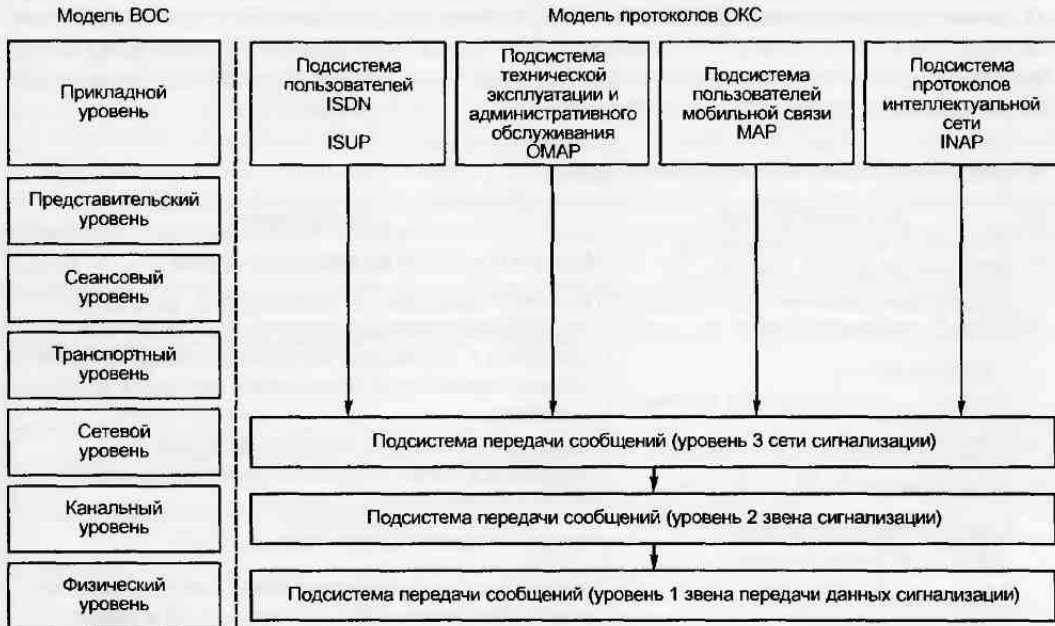 Модель ВОС
Модель протоколов ОКС
Прикладной
уровень
Подсистема
пользователей
ISDN
ISUP
Подсистема
технической
эксплуатации и
административного
обслуживания
OMAP
Подсистема
пользователей
мобильной связи
MAP
Подсистема
протоколов
интеллектуальной
сети
INAP
Представительский
уровень
Сеансовый
уровень
Транспортный
уровень
Сетевой
уровень
Подсистема передачи сообщений (уровень 3 сети сигнализации)
Канальный
уровень
Подсистема передачи сообщений (уровень 2 звена сигнализации)
Физический
уровень
Подсистема передачи сообщений (уровень 1 звена передачи данных сигнализации)